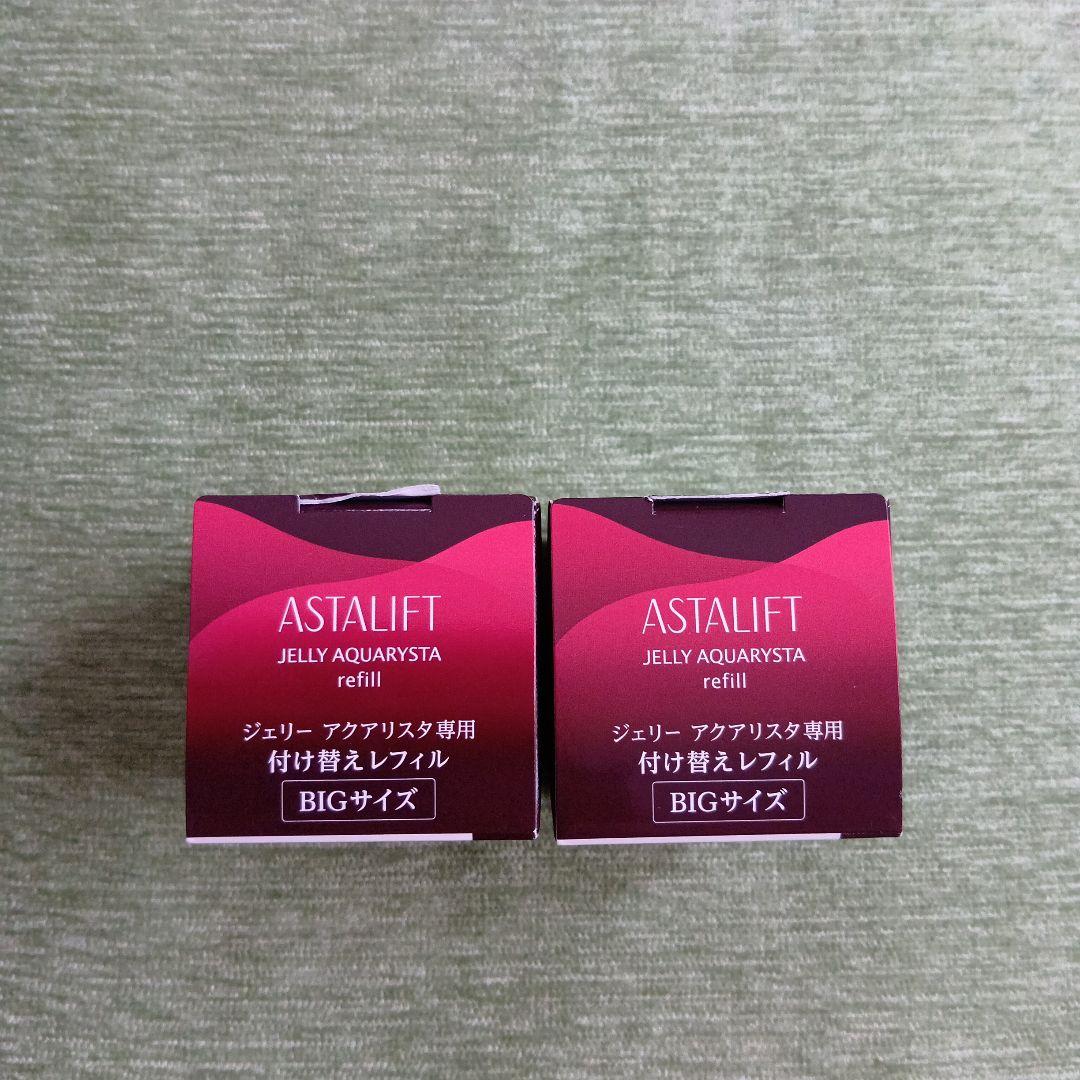 ASTALIFT
JELLY AQUARYSTA
refill
ジェリー アクアリスタ専用
付け替えレフィル
BIGサイズ
ASTALIFT
JELLY AQUARYSTA
refill
ジェリー アクアリスタ専用
付け替えレフィル
BIGサイズ